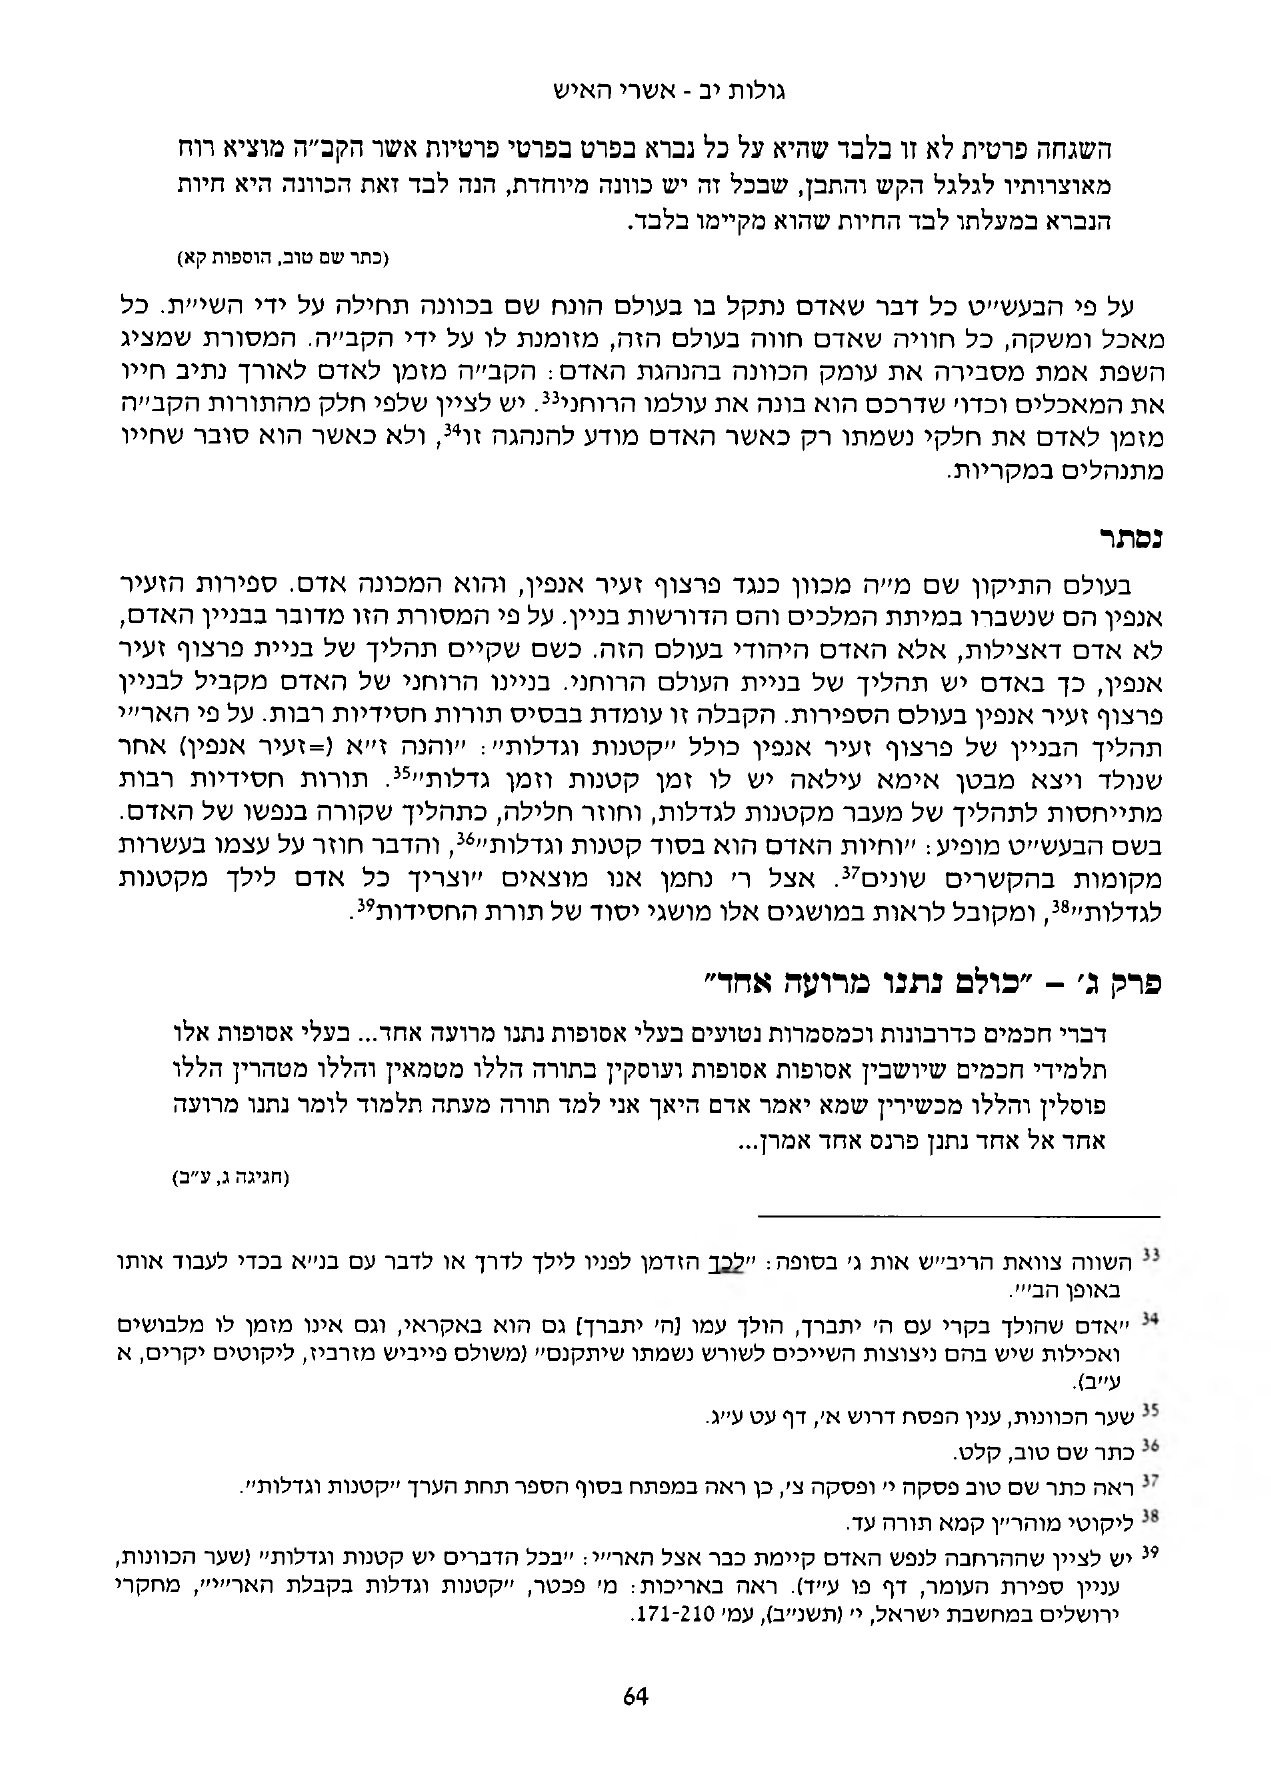 גולות יב - אשרי האיש
השגחה פרטית לא זו בלבד שהיא על כל נברא בפרט בפרטי פרטיות אשר הקב"ה מוציא רוח
מאוצרותיו לגלגל הקש והתבן, שבכל זה יש כוונה מיוחדת, הנה לבד זאת הכוונה היא חיות
הנברא במעלתו לבד החיות שהוא מקיימו בלבד.
(כתר שם טוב, הוספות קא)
על פי הבעש"ט כל דבר שאדם נתקל בו בעולם הונח שם בכוונה תחילה על ידי השי"ת. כל
מאכל ומשקה, כל חוויה שאדם חווה בעולם הזה, מזומנת לו על ידי הקב"ה. המסורת שמציג
השפת אמת מסבירה את עומק הכוונה בהנהגת האדם: הקב"ה מזמן לאדם לאורך נתיב חייו
את המאכלים וכדו' שדרכם הוא בונה את עולמו הרוחני33. יש לציין שלפי חלק מהתורות הקב"ה
מזמן לאדם את חלקי נשמתו רק כאשר האדם מודע להנהגה זו34, ולא כאשר הוא סובר שחייו
מתנהלים במקריות.
נסתר
בעולם התיקון שם מ"ה מכוון כנגד פרצוף זעיר אנפין, והוא המכונה אדם. ספירות הזעיר
אנפין הם שנשברו במיתת המלכים והם הדורשות בניין. על פי המסורת הזו מדובר בבניין האדם,
לא אדם דאצילות, אלא האדם היהודי בעולם הזה. כשם שקיים תהליך של בניית פרצוף זעיר
אנפין, כך באדם יש תהליך של בניית העולם הרוחני. בניינו הרוחני של האדם מקביל לבניין
פרצוף זעיר אנפין בעולם הספירות. הקבלה זו עומדת בבסיס תורות חסידיות רבות. על פי האר"י
תהליך הבניין של פרצוף זעיר אנפין כולל "קטנות וגדלות": "והנה ז"א (=זעיר אנפין) אחר
שנולד ויצא מבטן אימא עילאה יש לו זמן קטנות וזמן גדלות"35. תורות חסידיות רבות
מתייחסות לתהליך של מעבר מקטנות לגדלות, וחוזר חלילה, כתהליך שקורה בנפשו של האדם.
בשם הבעש"ט מופיע: "וחיות האדם הוא בסוד קטנות וגדלות"36, והדבר חוזר על עצמו בעשרות
מקומות בהקשרים שונים37. אצל ר' נחמן אנו מוצאים "וצריך כל אדם לילך מקטנות
לגדלות"38, ומקובל לראות במושגים אלו מושגי יסוד של תורת החסידות39.
פרק ג' – "כולם נתנו מרועה אחד"
דברי חכמים כדרבונות וכמסמרות נטועים בעלי אסופות נתנו מרועה אחד... בעלי אסופות אלו
תלמידי חכמים שיושבין אסופות אסופות ועוסקין בתורה הללו מטמאין והללו מטהרין הללו
פוסלין והללו מכשירין שמא יאמר אדם היאך אני למד תורה מעתה תלמוד לומר נתנו מרועה
אחד אל אחד נתנן פרנס אחד אמרן...
(חגיגה ג, ע"ב)
33 השווה צוואת הריב"ש אות ג' בסופה: "לכך הזדמן לפניו לילך לדרך או לדבר עם בנ"א בכדי לעבוד אותו
באופן הב'".
34 "אדם שהולך בקרי עם ה' יתברך, הולך עמו [ה' יתברך] גם הוא באקראי, וגם אינו מזמן לו מלבושים
ואכילות שיש בהם ניצוצות השייכים לשורש נשמתו שיתקנם" (משולם פייביש מזרביז, ליקוטים יקרים, א
ע"ב).
35 שער הכוונות, ענין הפסח דרוש א', דף עט ע"ג.
36 כתר שם טוב, קלט.
37 ראה כתר שם טוב פסקה י' ופסקה צ', כן ראה במפתח בסוף הספר תחת הערך "קטנות וגדלות".
38 ליקוטי מוהר"ן קמא תורה עד.
39 יש לציין שההרחבה לנפש האדם קיימת כבר אצל האר"י: "בכל הדברים יש קטנות וגדלות" (שער הכוונות,
עניין ספירת העומר, דף פו ע"ד). ראה באריכות: מ' פכטר, "קטנות וגדלות בקבלת האר"י", מחקרי
ירושלים במחשבת ישראל, י' (תשנ"ב), עמ' 171-210.
64